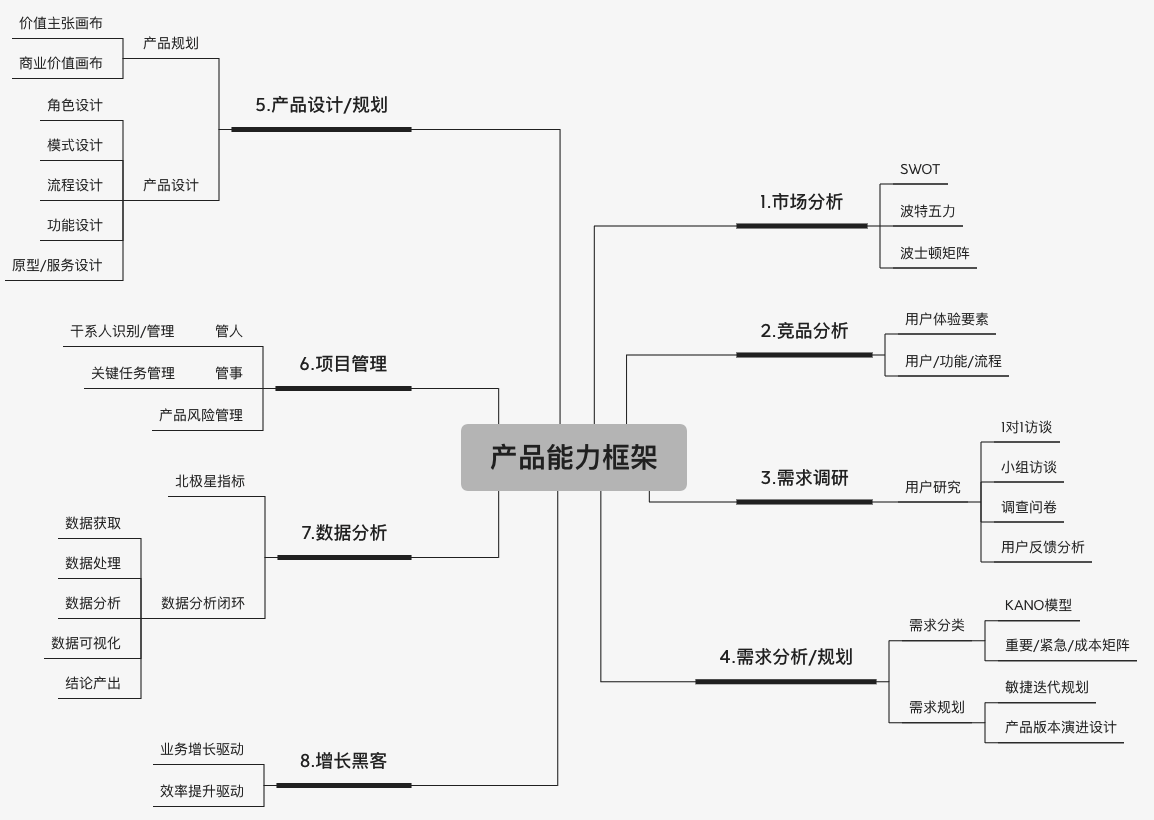 产品能力框架
1.市场分析
SWOT
波特五力
波士顿矩阵
2.竞品分析
用户体验要素
用户/功能/流程
3.需求调研
用户研究
1对1访谈
小组访谈
调查问卷
用户反馈分析
4.需求分析/规划
需求分类
KANO模型
重要/紧急/成本矩阵
需求规划
敏捷迭代规划
产品版本演进设计
5.产品设计/规划
产品规划
价值主张画布
商业价值画布
产品设计
角色设计
模式设计
流程设计
功能设计
原型/服务设计
6.项目管理
管人
干系人识别/管理
管事
关键任务管理
产品风险管理
7.数据分析
北极星指标
数据分析闭环
数据获取
数据处理
数据分析
数据可视化
结论产出
8.增长黑客
业务增长驱动
效率提升驱动